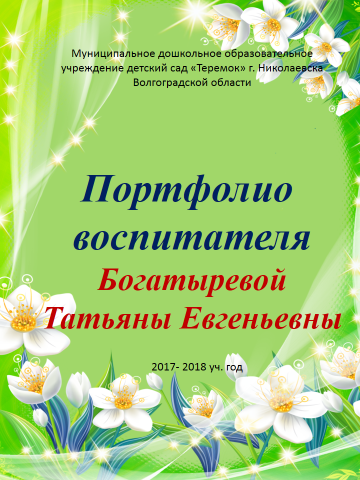 Муниципальное дошкольное образовательное
учреждение детский сад «Теремок» г. Николаевска
Волгоградской области
Портфолио
воспитателя
Богатыревой
Татьяны Евгеньевны
2017- 2018 уч. год